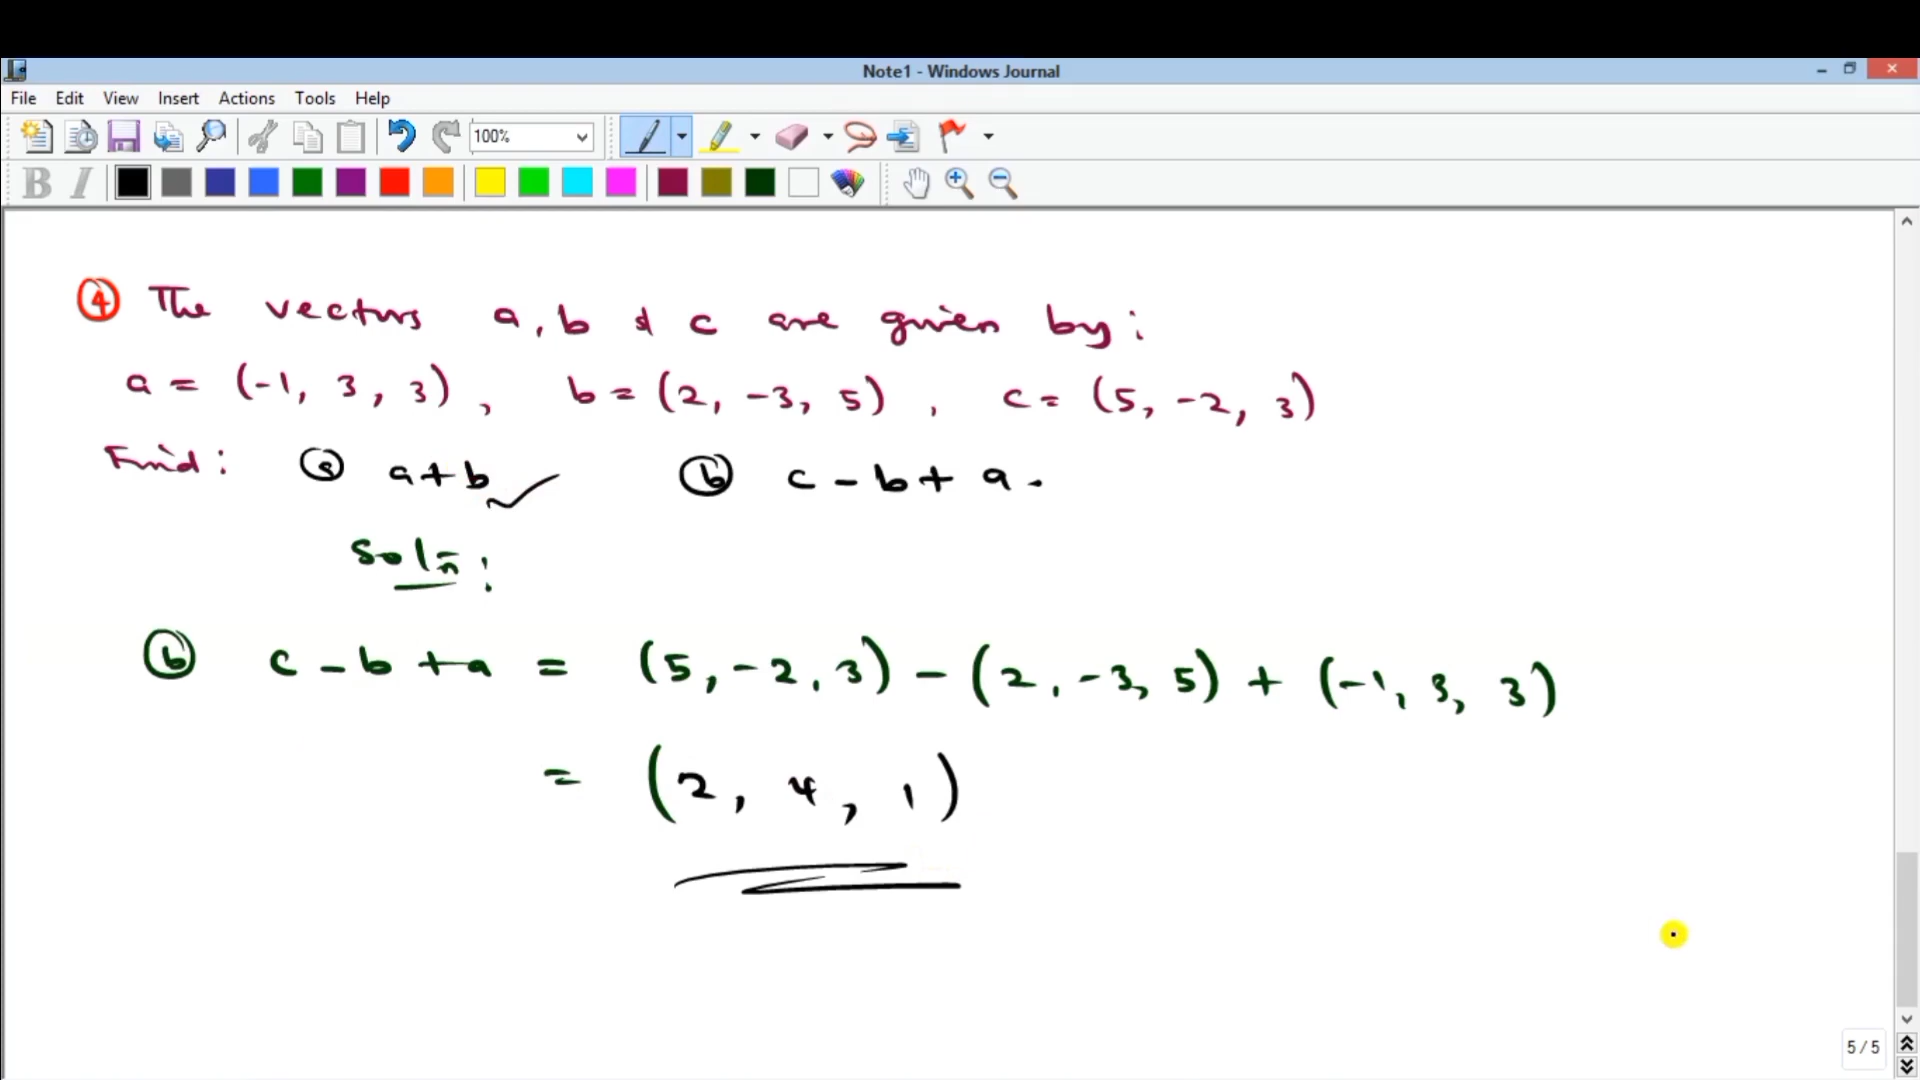 Note1 - Windows Journal
File Edit View Insert Actions Tools Help
100%
B I
④ The vectors a, b & c are given by:
a = (-1, 3, 3), b = (2, -3, 5), c = (5, -2, 3)
Find: ⓐ a+b ✓ ⓑ c - b + a.
Solñ:
ⓑ c - b + a = (5, -2, 3) - (2, -3, 5) + (-1, 3, 3)
= (2, 4, 1)
5 / 5